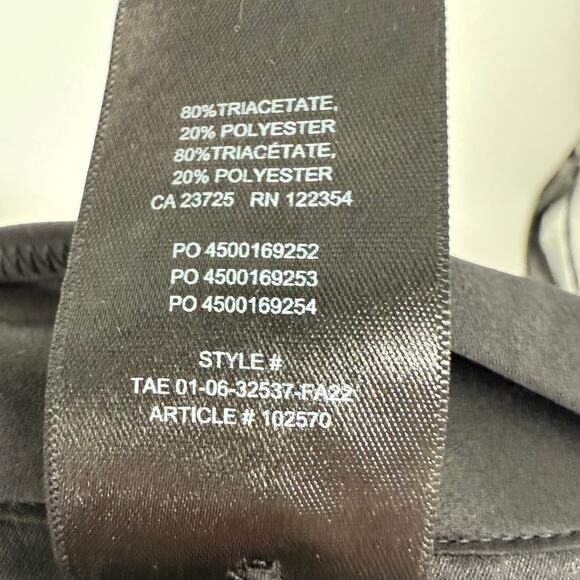 80%TRIACETATE,
20% POLYESTER
80%TRIACÉTATE,
20% POLYESTER
CA 23725 RN 122354
PO 4500169252
PO 4500169253
PO 4500169254
STYLE #
TAE 01-06-32537-FA22
ARTICLE # 102570